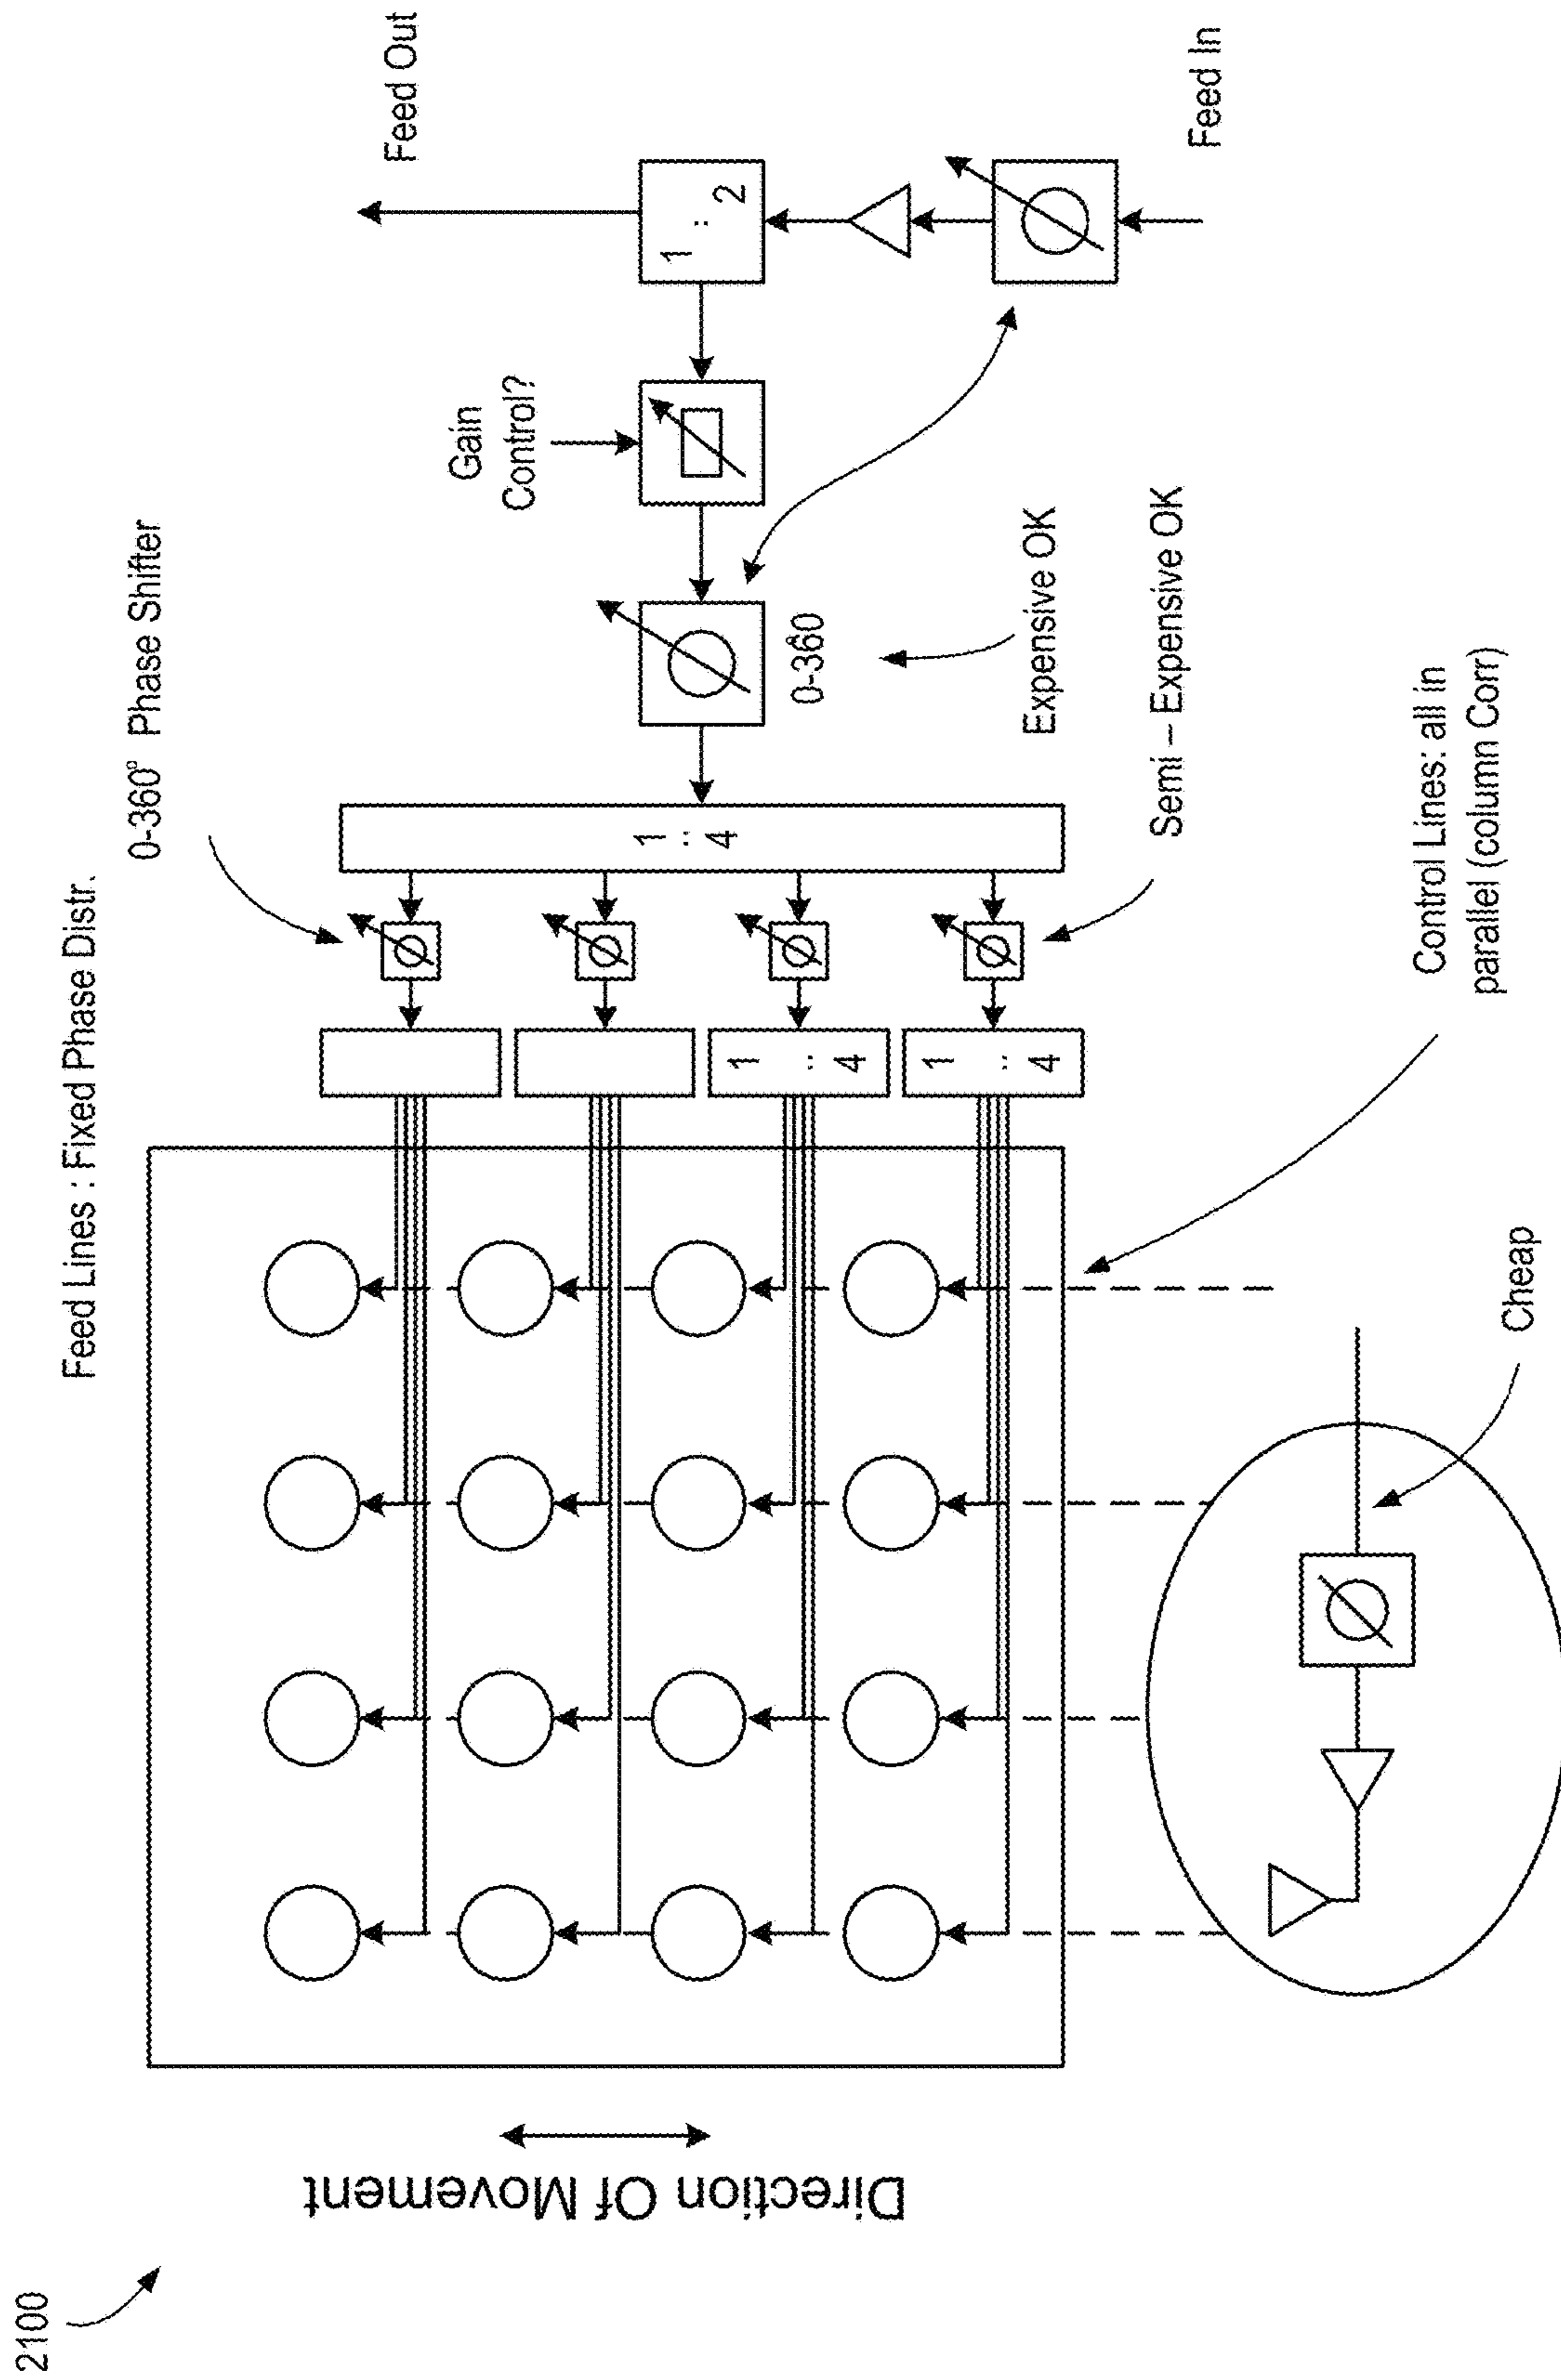 2100
Direction Of Movement
Feed Lines : Fixed Phase Distr.
0-360° Phase Shifter
1
:
4
1
:
4
1
:
4
0-360°
Gain
Control?
1
:
2
Feed Out
Feed In
Expensive OK
Semi – Expensive OK
Control Lines: all in
parallel (column Corr)
Cheap